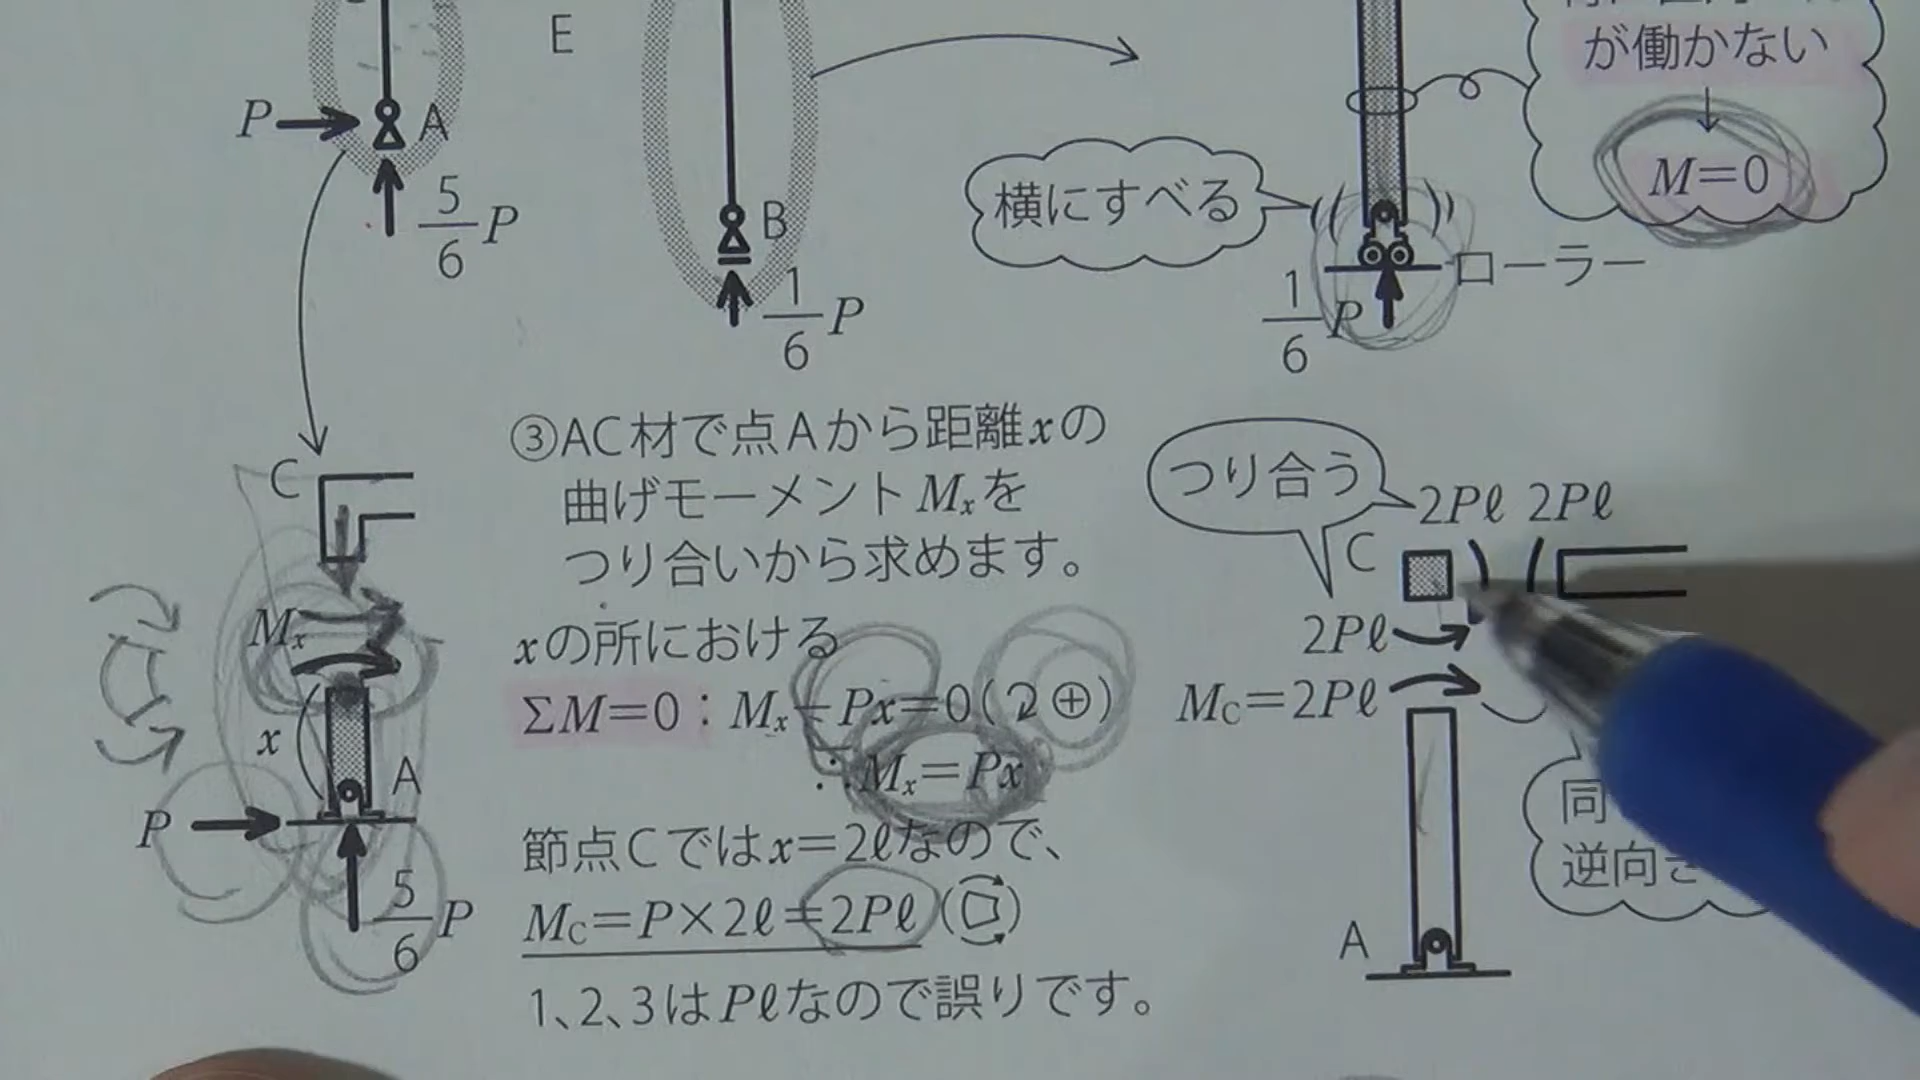 E
が働かない
P
A
M=0
5/6 P
横にすべる
B
ローラー
1/6 P
1/6 P
③AC材で点Aから距離xの
曲げモーメントMxを
つり合いから求めます。
xの所における
ΣM=0:Mx-Px=0(⊕)
∴Mx=Px
節点Cではx=2ℓなので、
MC=P×2ℓ=2Pℓ
1、2、3はPℓなので誤りです。
C
Mx
x
A
P
5/6 P
つり合う
2Pℓ 2Pℓ
C
2Pℓ
MC=2Pℓ
同
逆向き
A